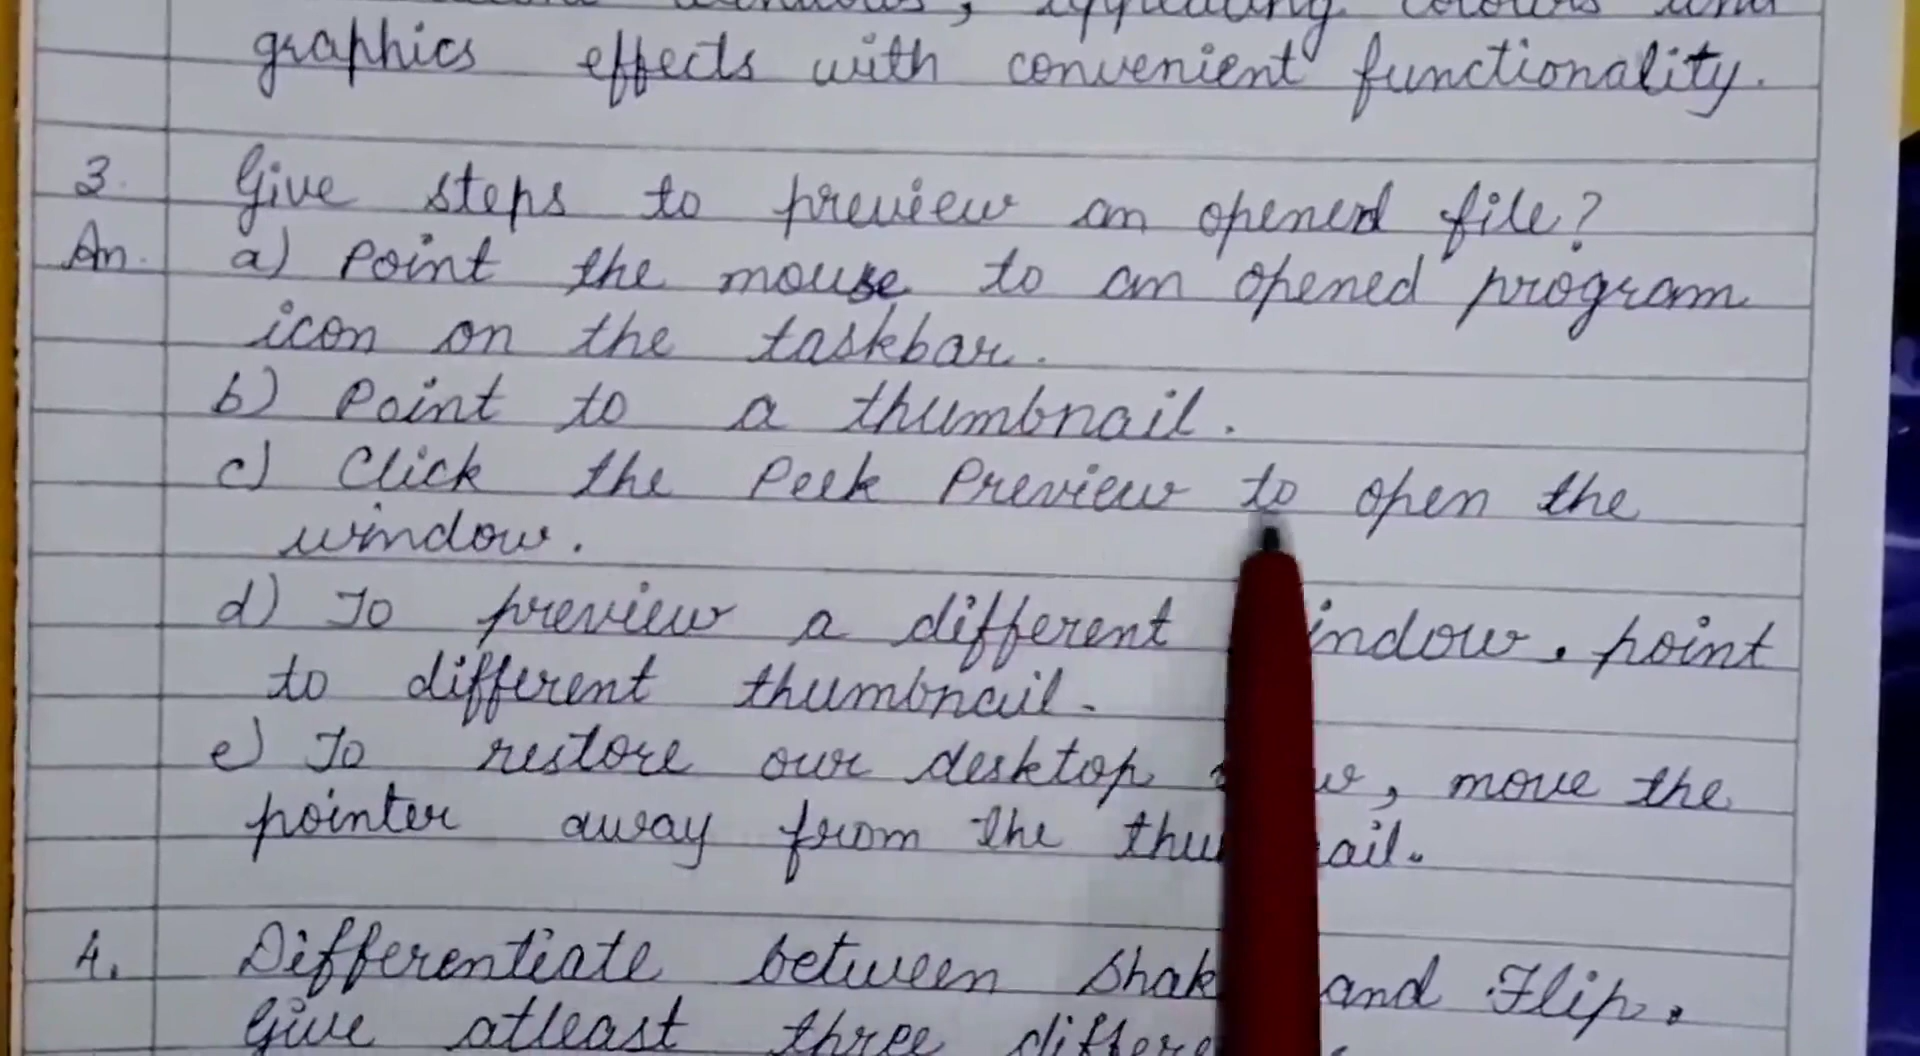 graphics effects with convenient functionality.
3. Give steps to preview an opened file?
An. a) Point the mouse to an opened program
icon on the taskbar.
b) Point to a thumbnail.
c) Click the Peek Preview to open the
window.
d) To preview a different indow, point
to different thumbnail.
e) To restore our desktop w, move the
pointer away from the thu ail.
4. Differentiate between Shak and Flip.
Give atleast three differe